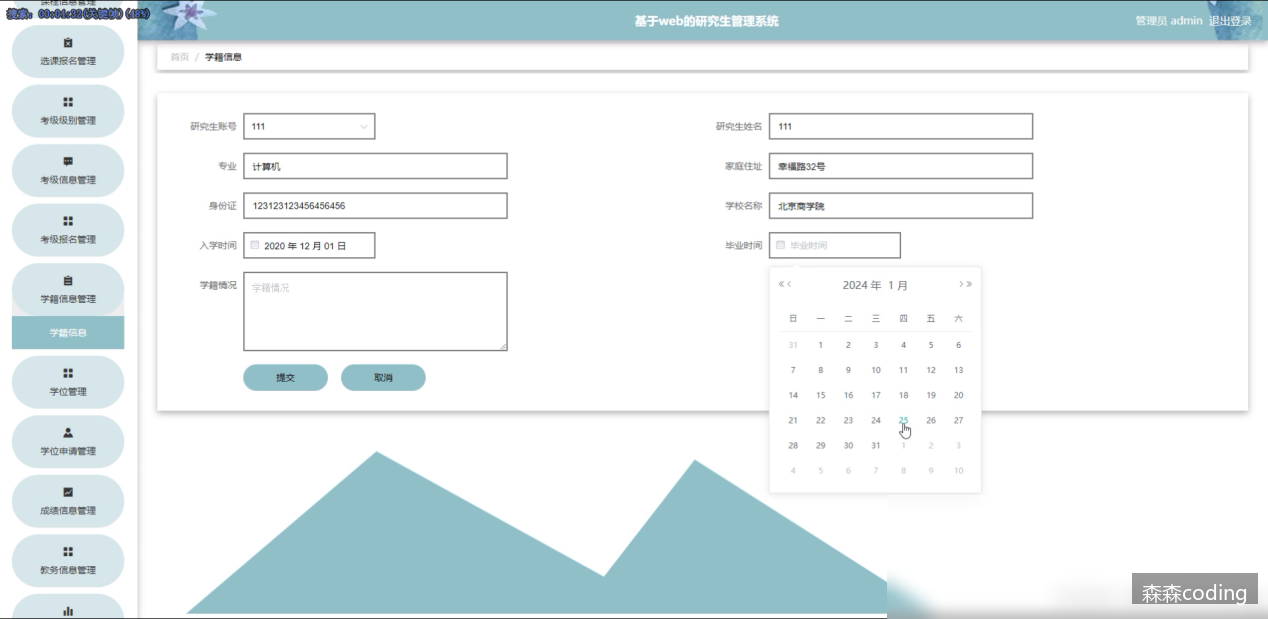 课程信息管理
搜索: 00:01:32(关键帧) (48%)
基于web的研究生管理系统
管理员 admin 退出登录
选课报名管理
考级级别管理
考级信息管理
考级报名管理
学籍信息管理
学籍信息
学位管理
学位申请管理
成绩信息管理
教务信息管理
首页 / 学籍信息
研究生账号 111
研究生姓名 111
专业 计算机
家庭住址 幸福路32号
身份证 123123123456456456
学校名称 北京商学院
入学时间 2020 年 12 月 01 日
毕业时间 毕业时间
学籍情况 学籍情况
提交 取消
« ‹ 2024 年 1 月 › »
日 一 二 三 四 五 六
31 1 2 3 4 5 6
7 8 9 10 11 12 13
14 15 16 17 18 19 20
21 22 23 24 25 26 27
28 29 30 31 1 2 3
4 5 6 7 8 9 10
森森coding